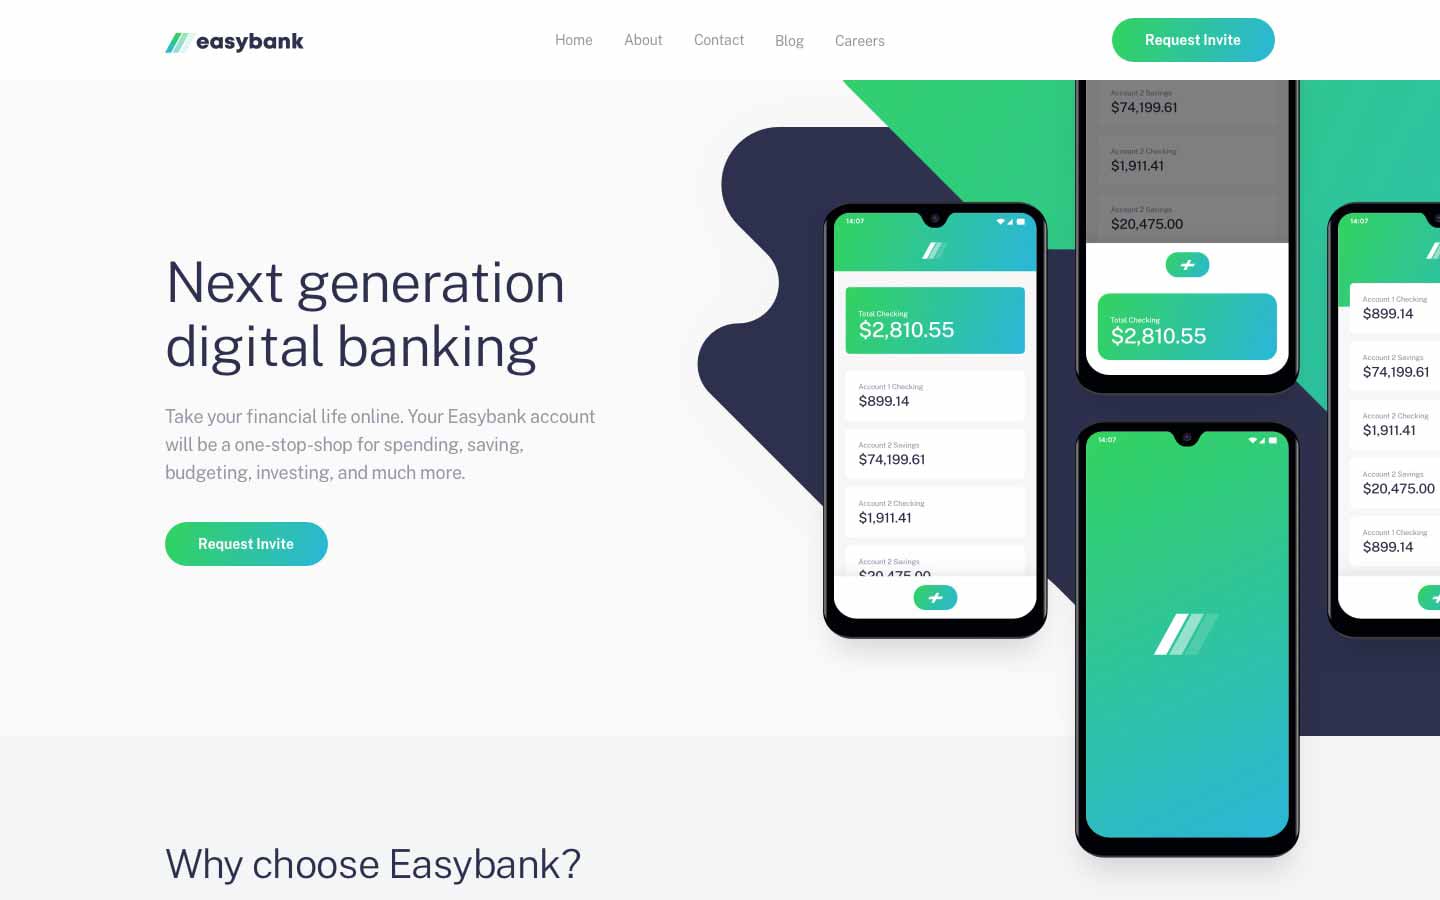 easybank
Home
About
Contact
Blog
Careers
Request Invite
Next generation
digital banking
Take your financial life online. Your Easybank account
will be a one-stop-shop for spending, saving,
budgeting, investing, and much more.
Request Invite
14:07
Total Checking
$2,810.55
Account 1 Checking
$899.14
Account 2 Savings
$74,199.61
Account 2 Checking
$1,911.41
Account 2 Savings
$20,475.00
Account 2 Savings
$74,199.61
Account 2 Checking
$1,911.41
Account 2 Savings
$20,475.00
Total Checking
$2,810.55
14:07
14:07
Account 1 Checking
$899.14
Account 2 Savings
$74,199.61
Account 2 Checking
$1,911.41
Account 2 Savings
$20,475.00
Account 1 Checking
$899.14
Why choose Easybank?